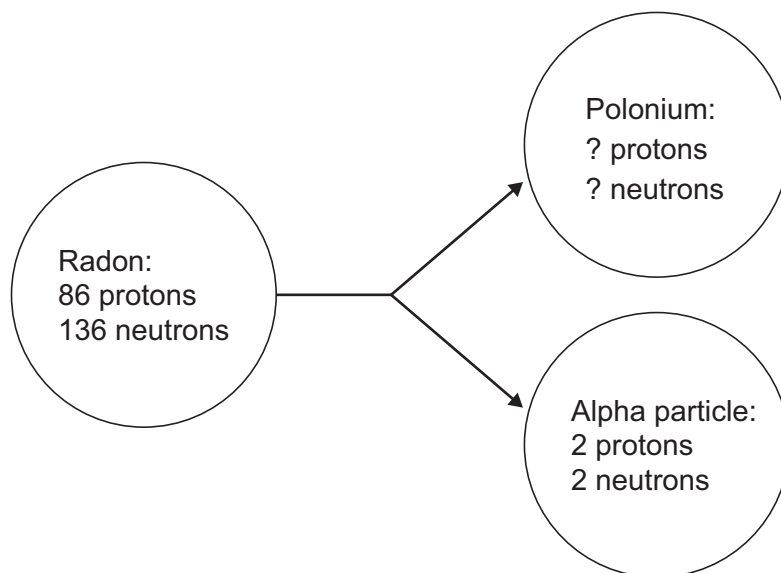 Polonium:
? protons
? neutrons
Radon:
86 protons
136 neutrons
Alpha particle:
2 protons
2 neutrons